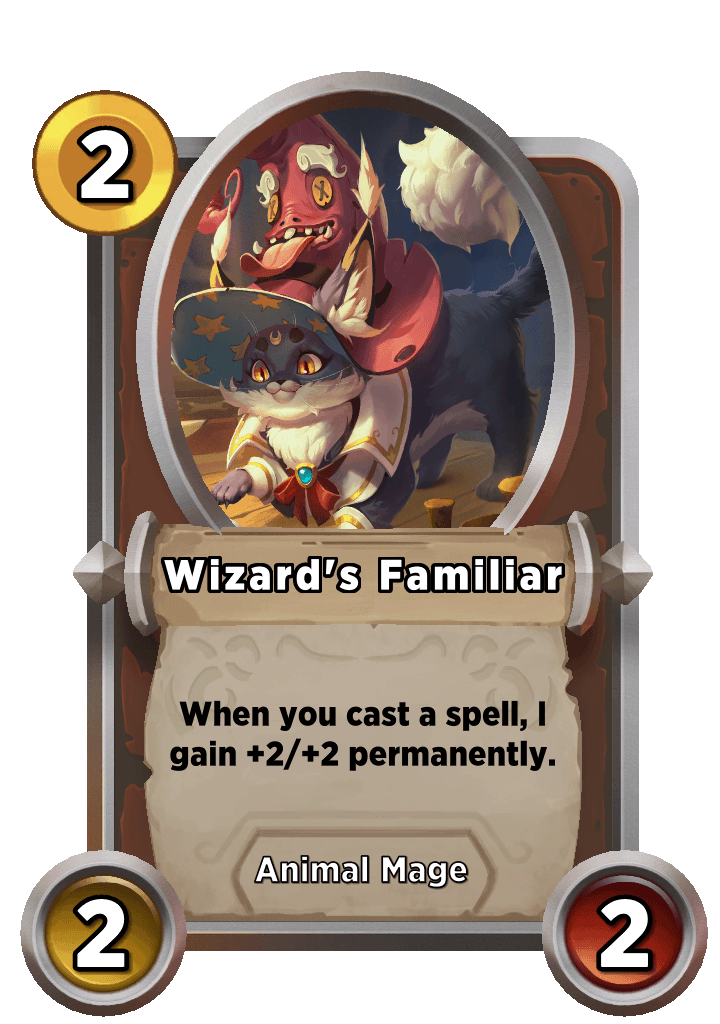 2
Wizard's Familiar
When you cast a spell, I
gain +2/+2 permanently.
Animal Mage
2
2